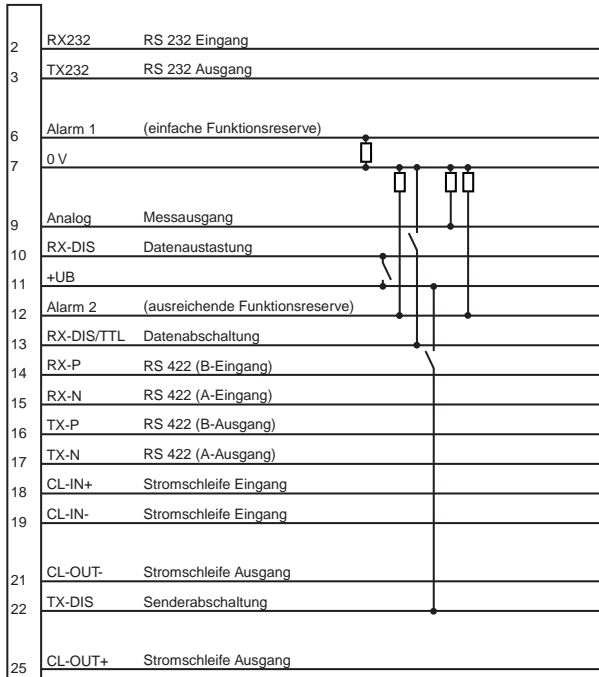 2 RX232 RS 232 Eingang
3 TX232 RS 232 Ausgang
6 Alarm 1 (einfache Funktionsreserve)
7 0 V
9 Analog Messausgang
10 RX-DIS Datenaustastung
11 +UB
12 Alarm 2 (ausreichende Funktionsreserve)
13 RX-DIS/TTL Datenabschaltung
14 RX-P RS 422 (B-Eingang)
15 RX-N RS 422 (A-Eingang)
16 TX-P RS 422 (B-Ausgang)
17 TX-N RS 422 (A-Ausgang)
18 CL-IN+ Stromschleife Eingang
19 CL-IN- Stromschleife Eingang
21 CL-OUT- Stromschleife Ausgang
22 TX-DIS Senderabschaltung
25 CL-OUT+ Stromschleife Ausgang